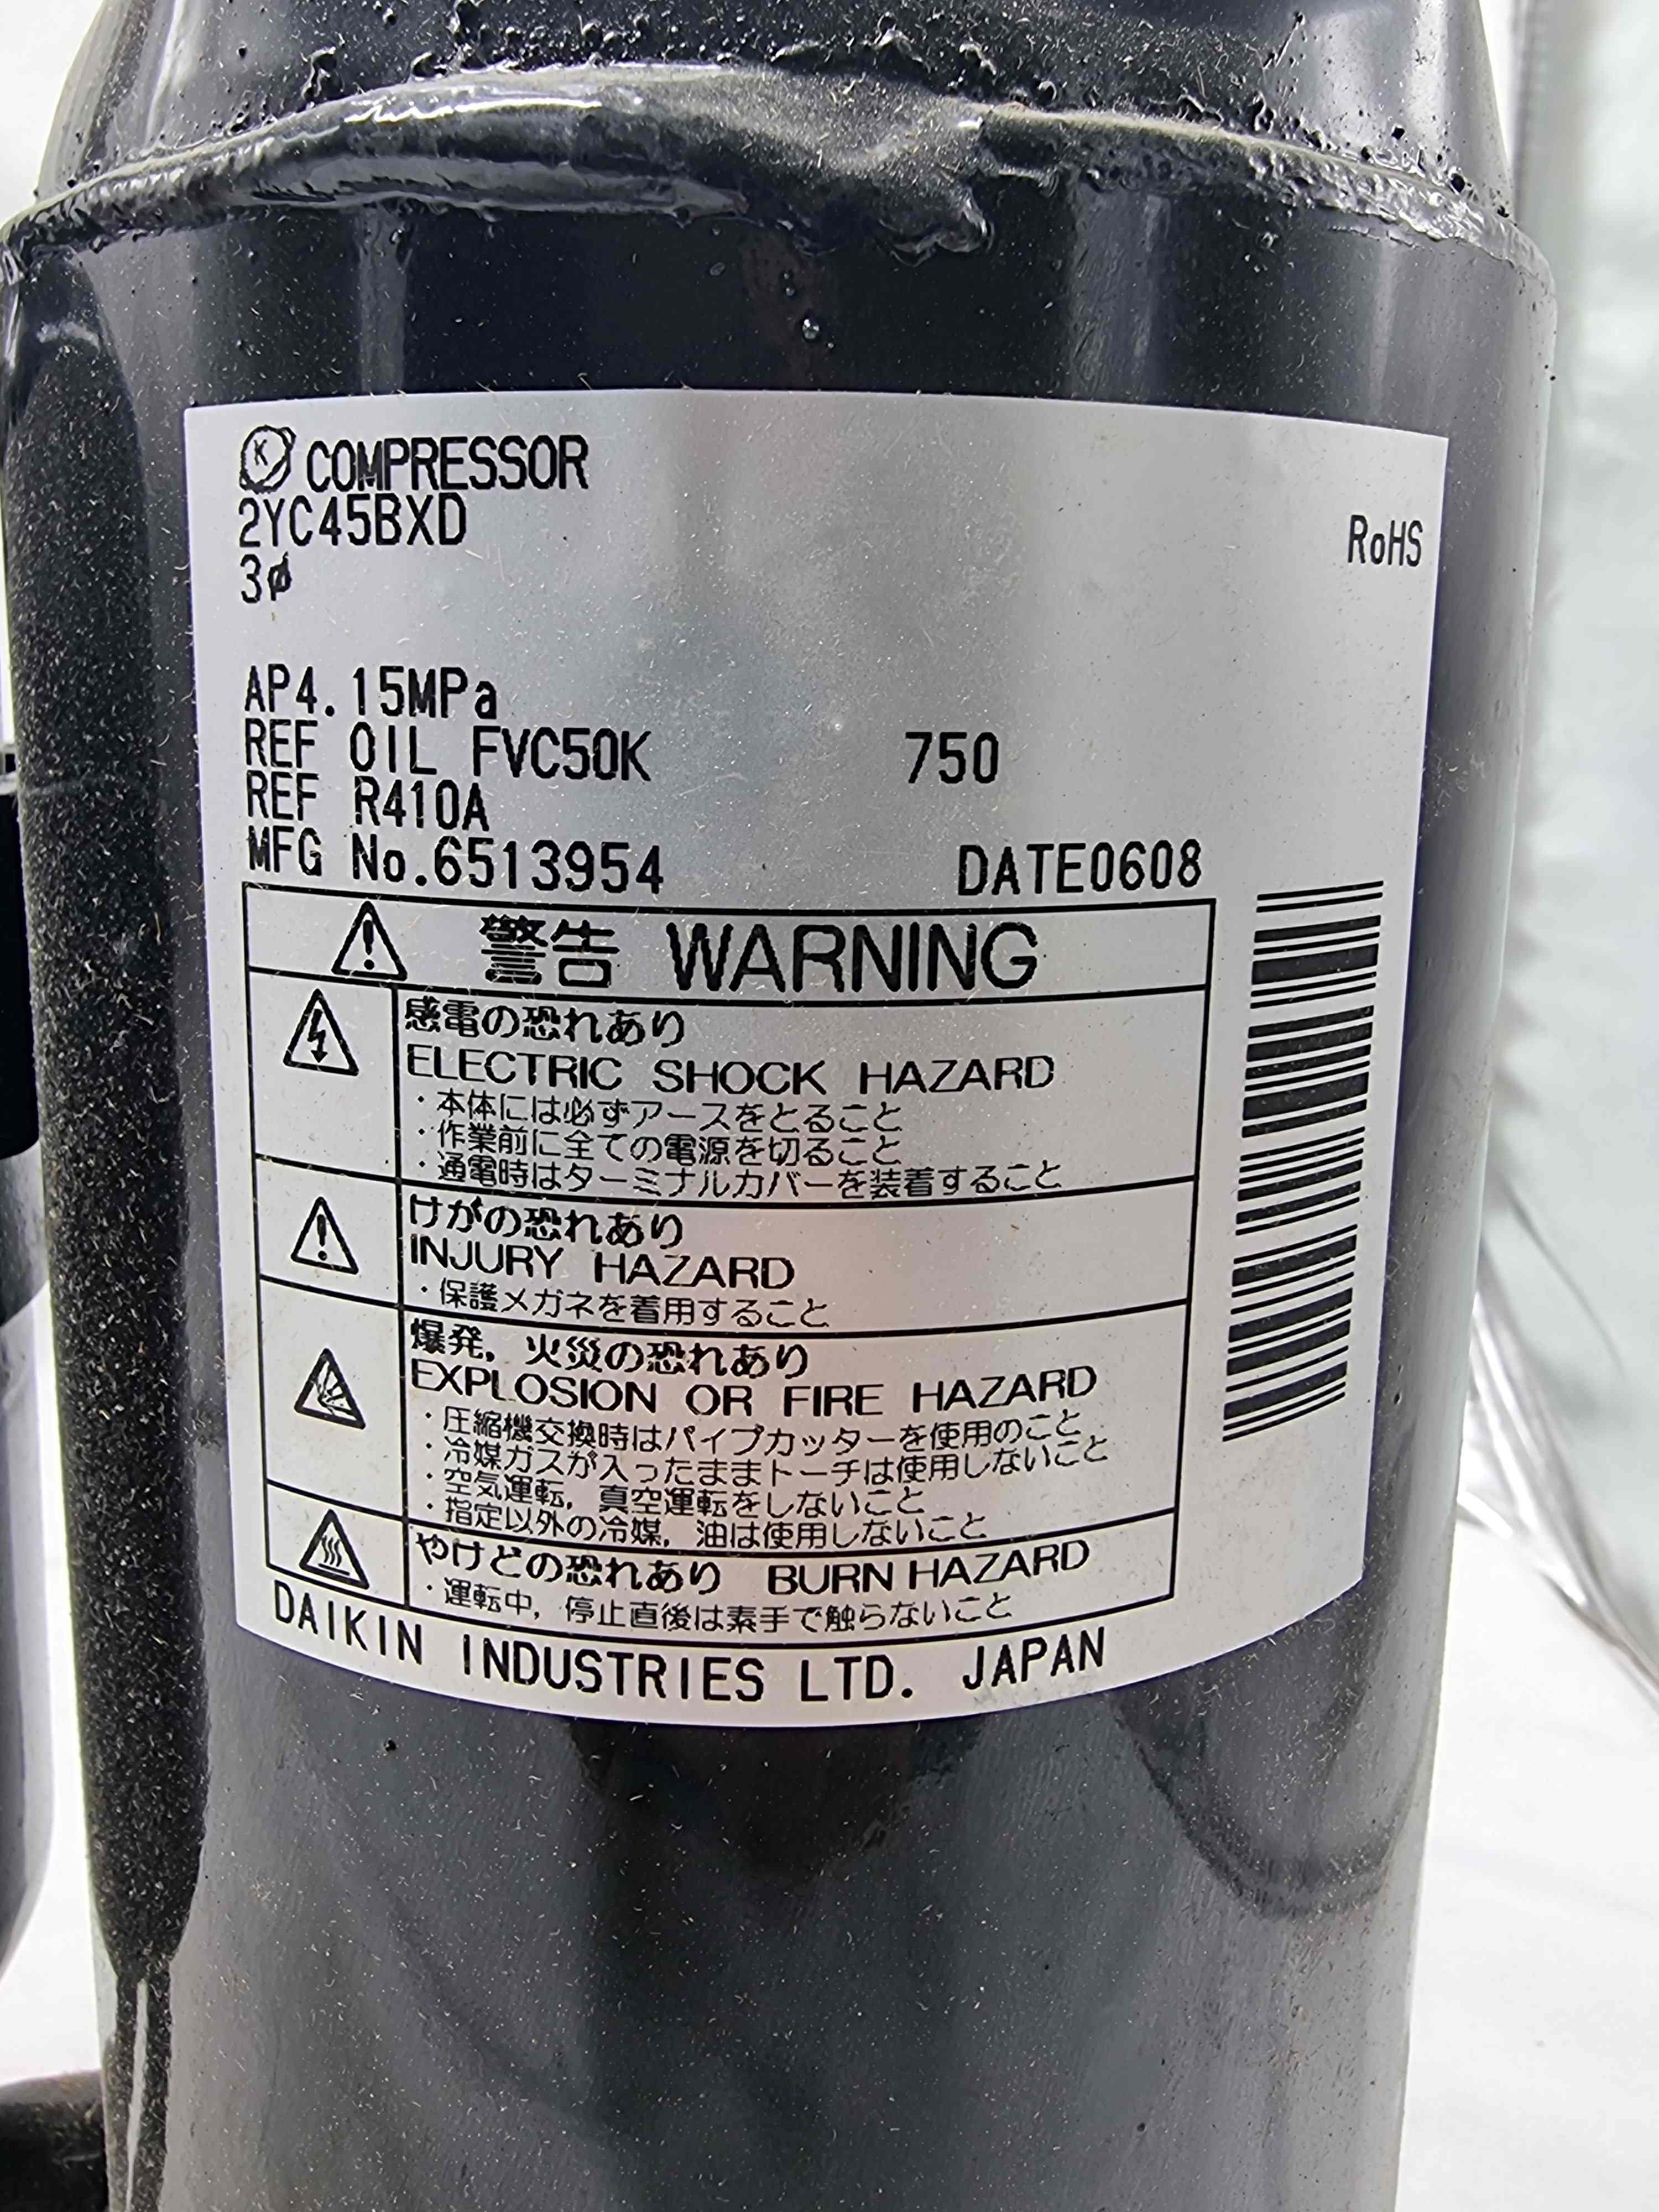 K COMPRESSOR
2YC45BXD
RoHS
3ø
AP4.15MPa
REF OIL FVC50K 750
REF R410A
MFG No.6513954 DATE0608
警告 WARNING
感電の恐れあり
ELECTRIC SHOCK HAZARD
・本体には必ずアースをとること
・作業前に全ての電源を切ること
・通電時はターミナルカバーを装着すること
けがの恐れあり
INJURY HAZARD
・保護メガネを着用すること
爆発，火災の恐れあり
EXPLOSION OR FIRE HAZARD
・圧縮機交換時はパイプカッターを使用のこと
・冷媒ガスが入ったままトーチは使用しないこと
・空気運転，真空運転をしないこと
・指定以外の冷媒，油は使用しないこと
やけどの恐れあり BURN HAZARD
・運転中，停止直後は素手で触らないこと
DAIKIN INDUSTRIES LTD. JAPAN